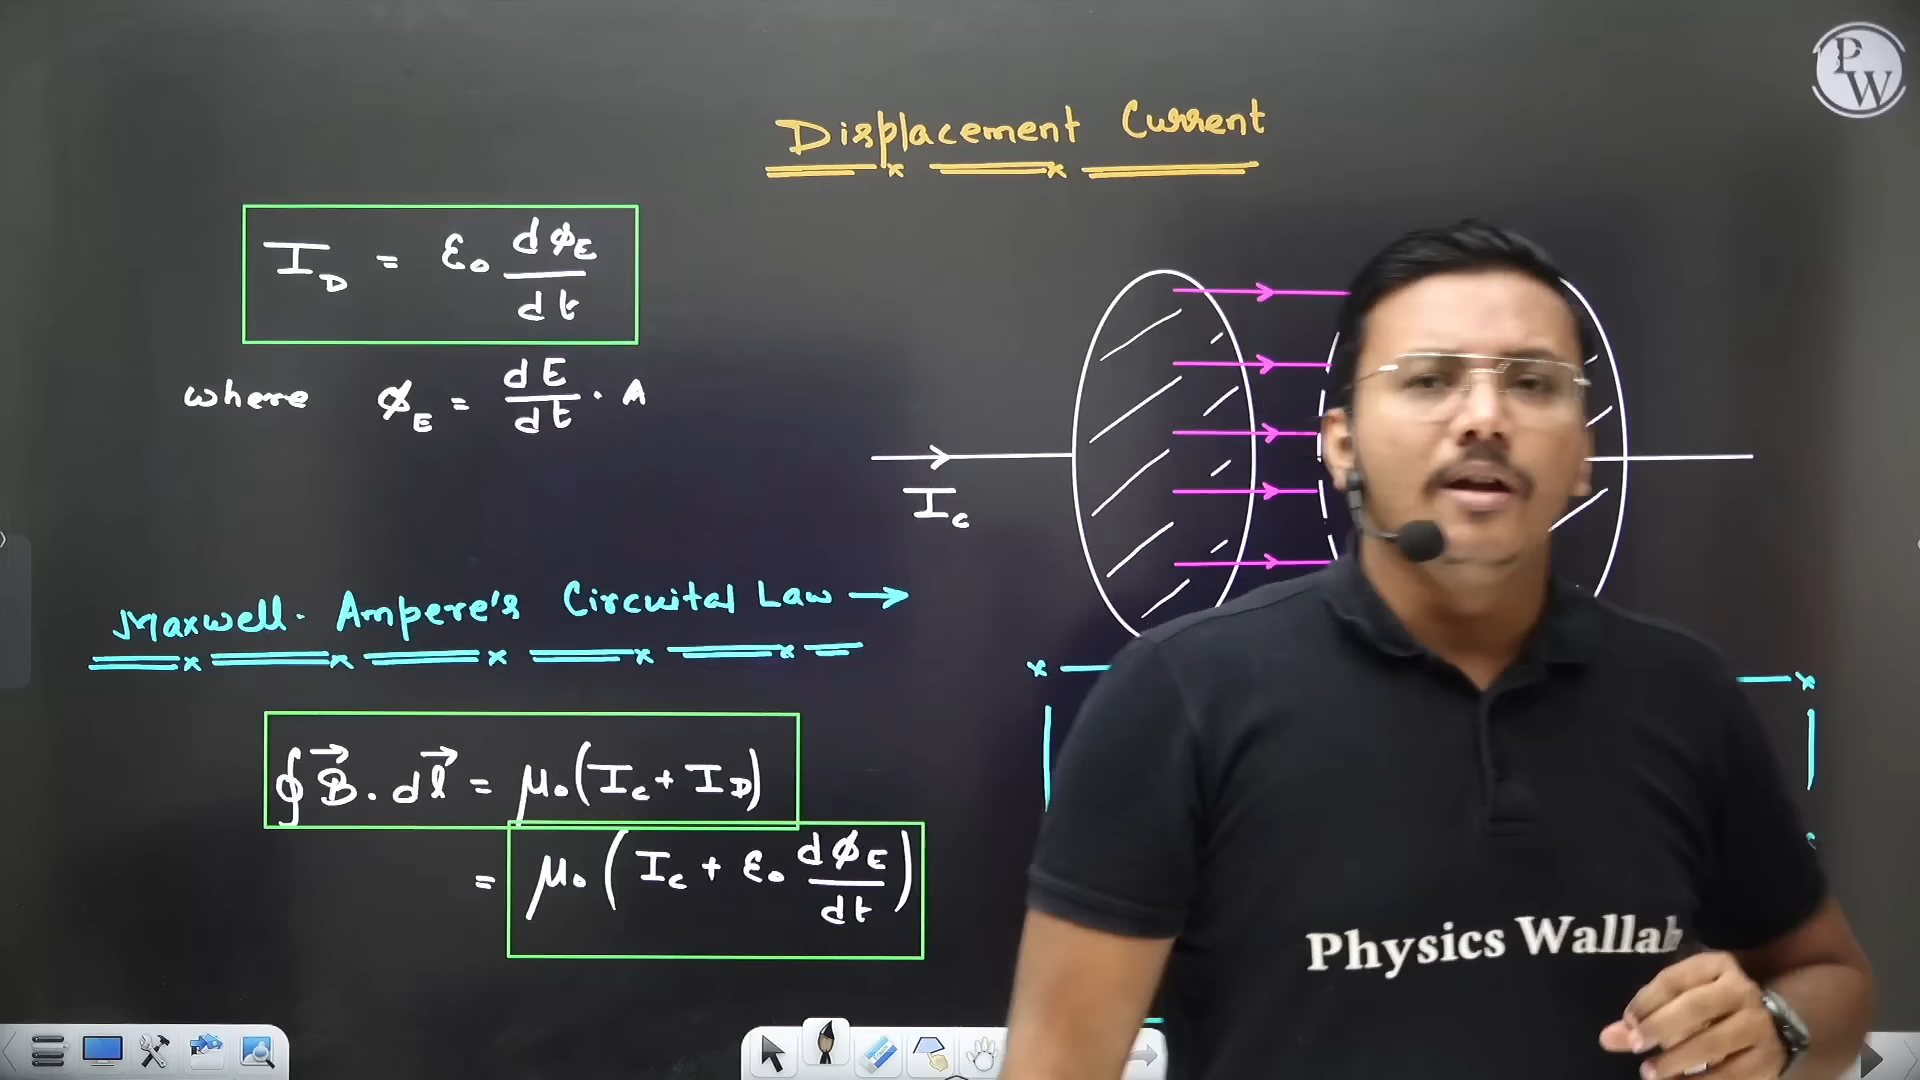 PW
Displacement Current
I_D = ε₀ dϕ_E/dt
where ϕ_E = dE/dt · A
I_c
Maxwell- Ampere's Circuital Law →
∮B⃗ . dl⃗ = μ₀(I_c + I_D)
= μ₀(I_c + ε₀ dϕ_E/dt)
Physics Wallah